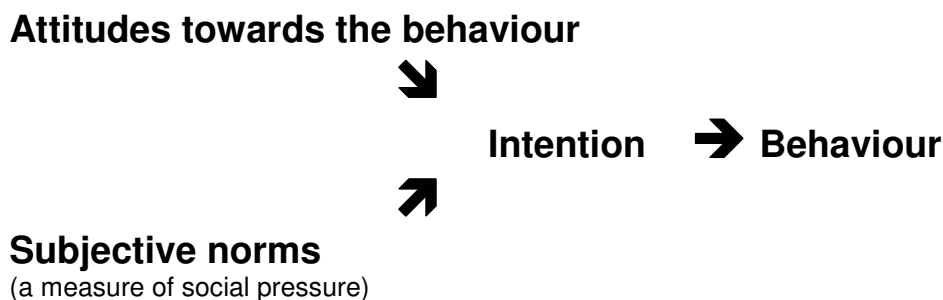 Attitudes towards the behaviour
Intention
Behaviour
Subjective norms
(a measure of social pressure)